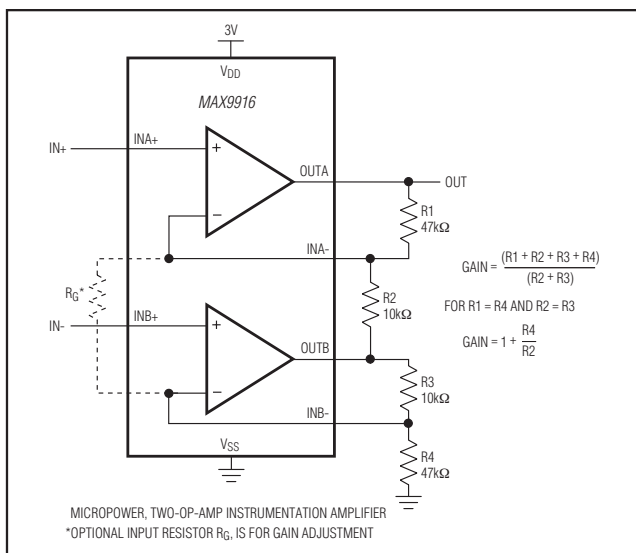 3V
VDD
MAX9916
IN+
INA+
+
OUTA
OUT
−
R1
47kΩ
INA-
GAIN = (R1 + R2 + R3 + R4)
(R2 + R3)
RG*
R2
10kΩ
FOR R1 = R4 AND R2 = R3
IN-
INB+
+
OUTB
GAIN = 1 + R4
R2
−
R3
10kΩ
INB-
VSS
R4
47kΩ
MICROPOWER, TWO-OP-AMP INSTRUMENTATION AMPLIFIER
*OPTIONAL INPUT RESISTOR RG, IS FOR GAIN ADJUSTMENT